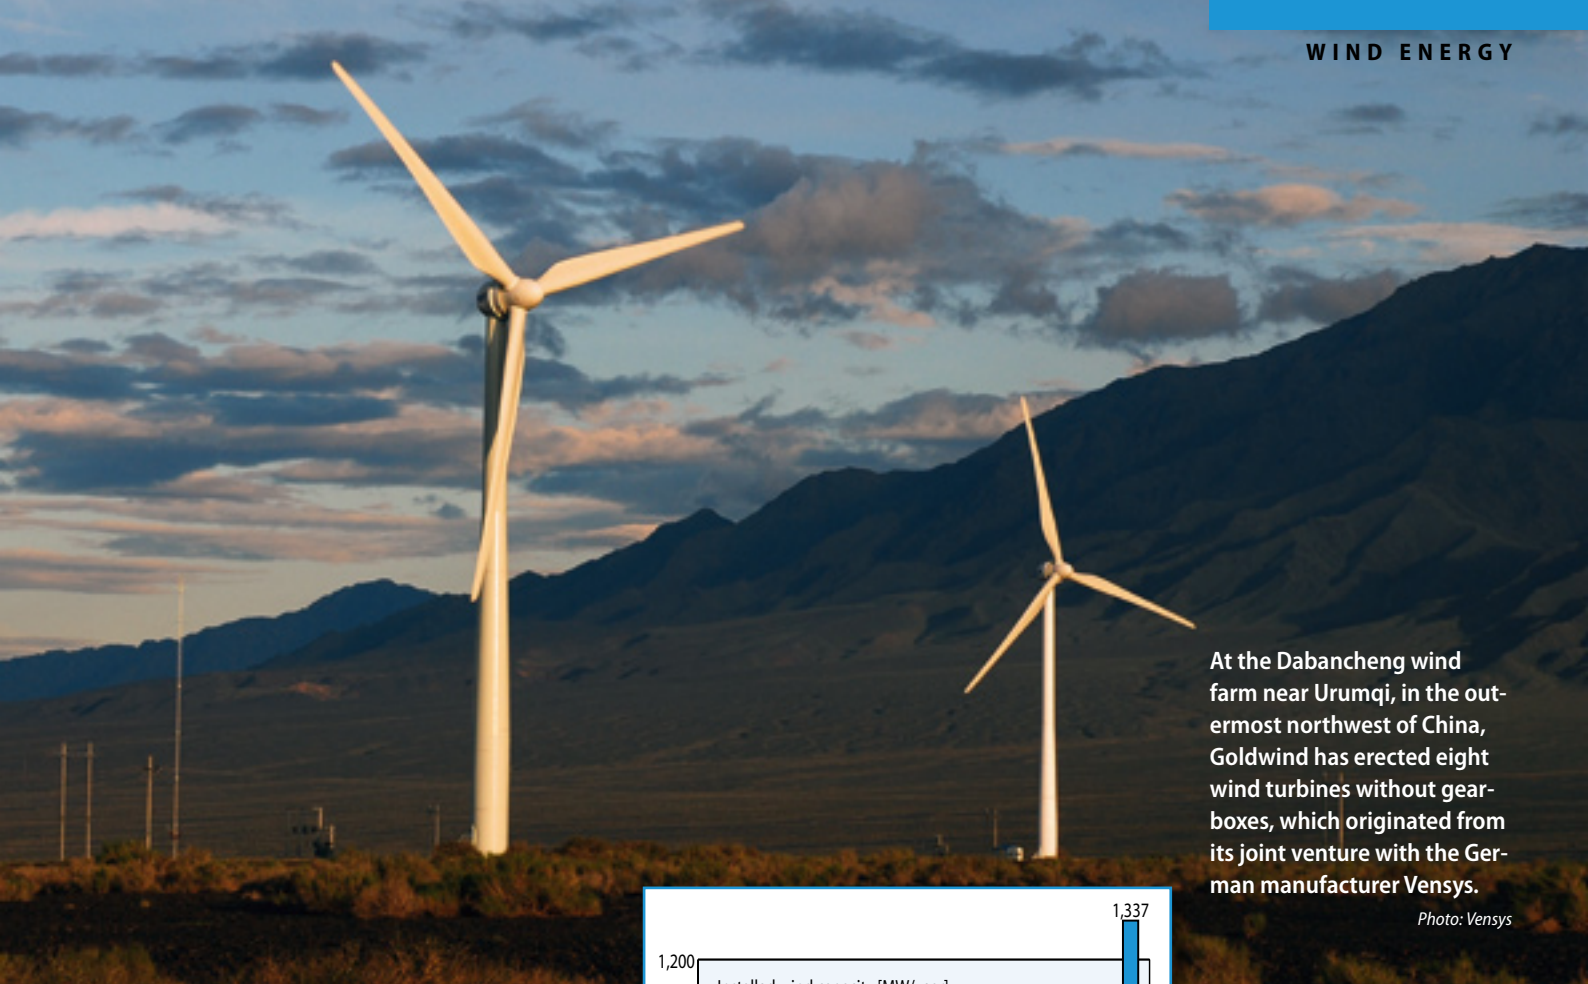 WIND ENERGY
At the Dabancheng wind
farm near Urumqi, in the out-
ermost northwest of China,
Goldwind has erected eight
wind turbines without gear-
boxes, which originated from
its joint venture with the Ger-
man manufacturer Vensys.
Photo: Vensys
1,337
1,200